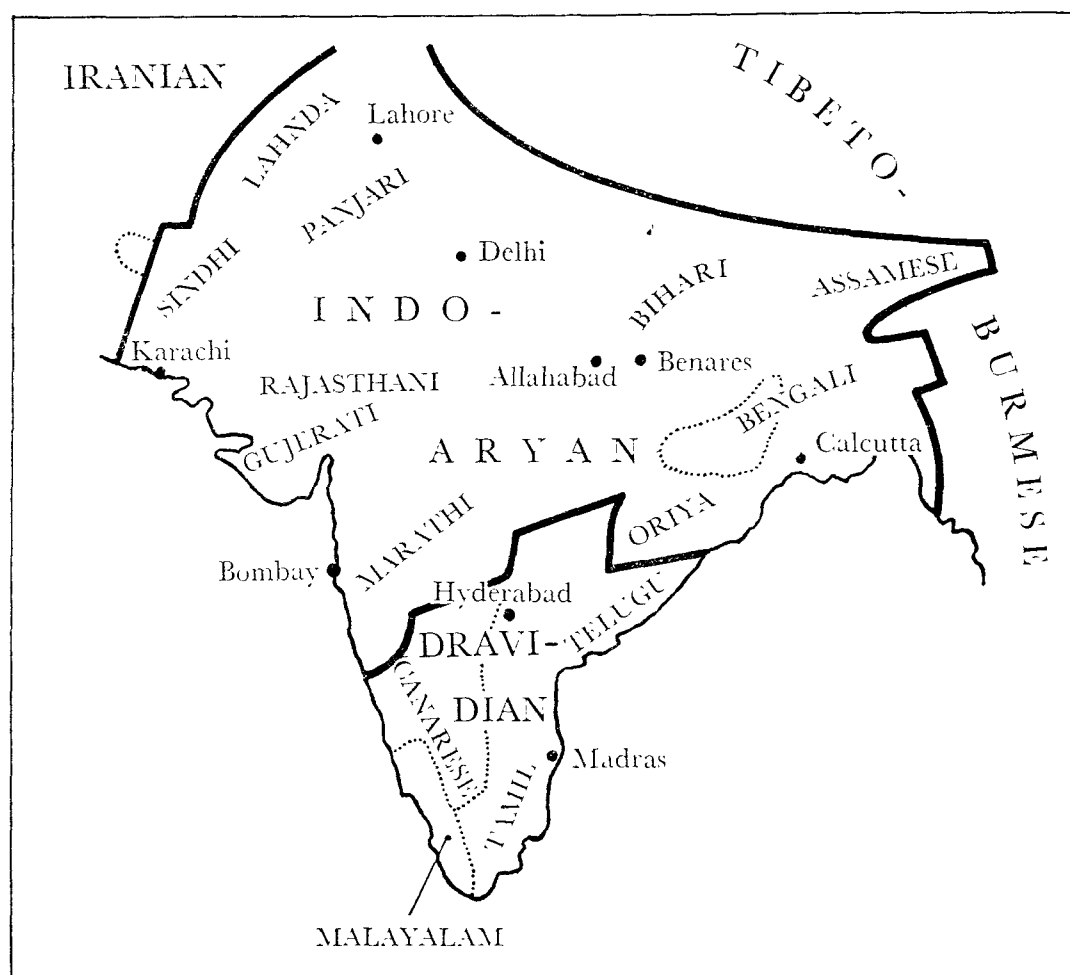 IRANIAN
TIBETO-
BURMESE
LAHNDA
Lahore
PANJARI
SINDHI
Delhi
INDO-
BIHARI
ASSAMESE
Karachi
RAJASTHANI
Allahabad
Benares
GUJERATI
BENGALI
ARYAN
Calcutta
MARATHI
ORIYA
Bombay
Hyderabad
TELUGU
DRAVI-
DIAN
CANARESE
Madras
TAMIL
MALAYALAM